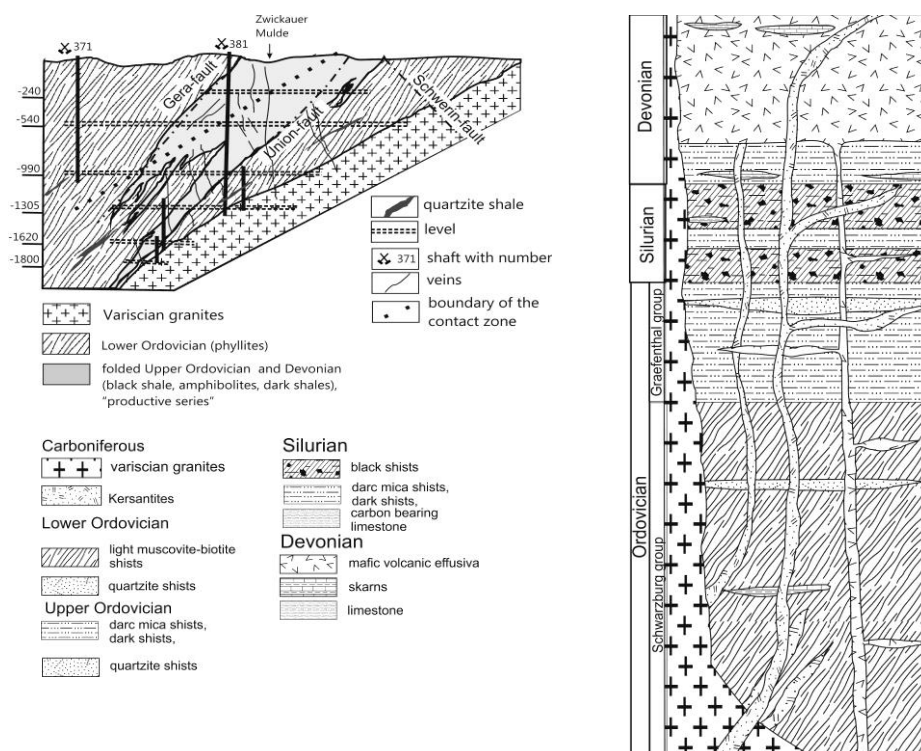 Zwickauer
Mulde
371
381
Gera-fault
Union-fault
Schwerin-fault
-240
-540
-990
-1305
-1620
-1800
quartzite shale
level
371 shaft with number
veins
boundary of the
contact zone
Variscian granites
Lower Ordovician (phyllites)
folded Upper Ordovician and Devonian
(black shale, amphibolites, dark shales),
"productive series"
Carboniferous
variscian granites
Kersantites
Lower Ordovician
light muscovite-biotite
shists
quartzite shists
Upper Ordovician
darc mica shists,
dark shists,
quartzite shists
Silurian
black shists
darc mica shists,
dark shists,
carbon bearing
limestone
Devonian
mafic volcanic effusiva
skarns
limestone
Devonian
Silurian
Ordovician
Graefenthal group
Schwarzburg group